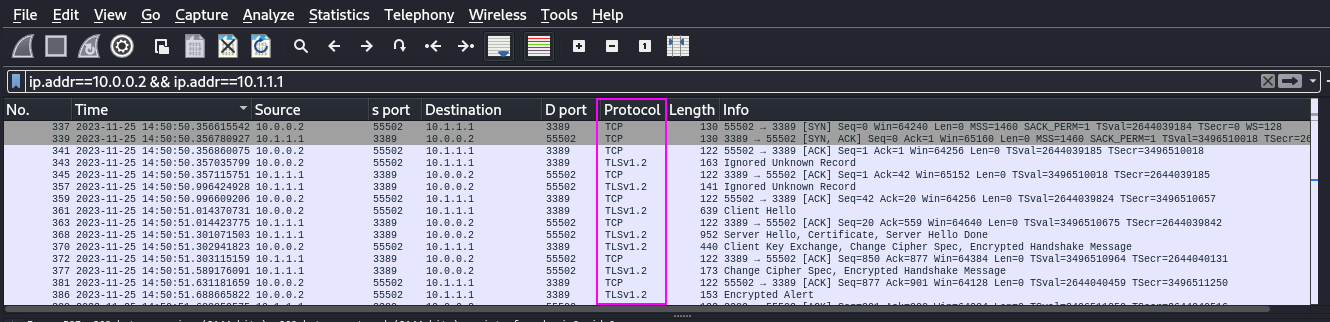 File Edit View Go Capture Analyze Statistics Telephony Wireless Tools Help
ip.addr==10.0.0.2 && ip.addr==10.1.1.1
No. Time Source s port Destination D port Protocol Length Info
337 2023-11-25 14:50:50.356615542 10.0.0.2 55502 10.1.1.1 3389 TCP 130 55502 → 3389 [SYN] Seq=0 Win=64240 Len=0 MSS=1460 SACK_PERM=1 TSval=2644039184 TSecr=0 WS=128
339 2023-11-25 14:50:50.356780927 10.1.1.1 3389 10.0.0.2 55502 TCP 130 3389 → 55502 [SYN, ACK] Seq=0 Ack=1 Win=65160 Len=0 MSS=1460 SACK_PERM=1 TSval=3496510018 TSecr=26
341 2023-11-25 14:50:50.356860075 10.0.0.2 55502 10.1.1.1 3389 TCP 122 55502 → 3389 [ACK] Seq=1 Ack=1 Win=64256 Len=0 TSval=2644039185 TSecr=3496510018
343 2023-11-25 14:50:50.357035799 10.0.0.2 55502 10.1.1.1 3389 TLSv1.2 163 Ignored Unknown Record
345 2023-11-25 14:50:50.357115751 10.1.1.1 3389 10.0.0.2 55502 TCP 122 3389 → 55502 [ACK] Seq=1 Ack=42 Win=65152 Len=0 TSval=3496510018 TSecr=2644039185
357 2023-11-25 14:50:50.996424928 10.1.1.1 3389 10.0.0.2 55502 TLSv1.2 141 Ignored Unknown Record
359 2023-11-25 14:50:50.996609206 10.0.0.2 55502 10.1.1.1 3389 TCP 122 55502 → 3389 [ACK] Seq=42 Ack=20 Win=64256 Len=0 TSval=2644039824 TSecr=3496510657
361 2023-11-25 14:50:51.014370731 10.0.0.2 55502 10.1.1.1 3389 TLSv1.2 639 Client Hello
363 2023-11-25 14:50:51.014423775 10.1.1.1 3389 10.0.0.2 55502 TCP 122 3389 → 55502 [ACK] Seq=20 Ack=559 Win=64640 Len=0 TSval=3496510675 TSecr=2644039842
368 2023-11-25 14:50:51.301071503 10.1.1.1 3389 10.0.0.2 55502 TLSv1.2 952 Server Hello, Certificate, Server Hello Done
370 2023-11-25 14:50:51.302941823 10.0.0.2 55502 10.1.1.1 3389 TLSv1.2 440 Client Key Exchange, Change Cipher Spec, Encrypted Handshake Message
372 2023-11-25 14:50:51.303115159 10.1.1.1 3389 10.0.0.2 55502 TCP 122 3389 → 55502 [ACK] Seq=850 Ack=877 Win=64384 Len=0 TSval=3496510964 TSecr=2644040131
377 2023-11-25 14:50:51.589176091 10.1.1.1 3389 10.0.0.2 55502 TLSv1.2 173 Change Cipher Spec, Encrypted Handshake Message
381 2023-11-25 14:50:51.631181659 10.0.0.2 55502 10.1.1.1 3389 TCP 122 55502 → 3389 [ACK] Seq=877 Ack=901 Win=64128 Len=0 TSval=2644040459 TSecr=3496511250
386 2023-11-25 14:50:51.688665822 10.0.0.2 55502 10.1.1.1 3389 TLSv1.2 153 Encrypted Alert